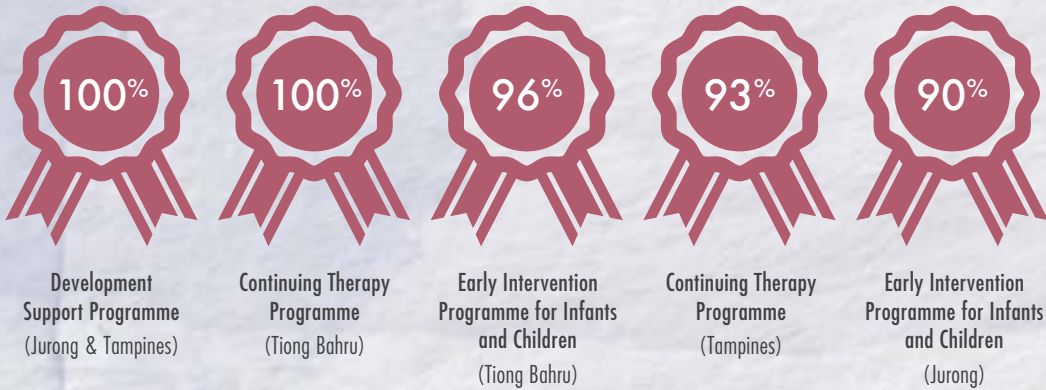 100%
100%
96%
93%
90%
Development
Support Programme
(Jurong & Tampines)
Continuing Therapy
Programme
(Tiong Bahru)
Early Intervention
Programme for Infants
and Children
(Tiong Bahru)
Continuing Therapy
Programme
(Tampines)
Early Intervention
Programme for Infants
and Children
(Jurong)